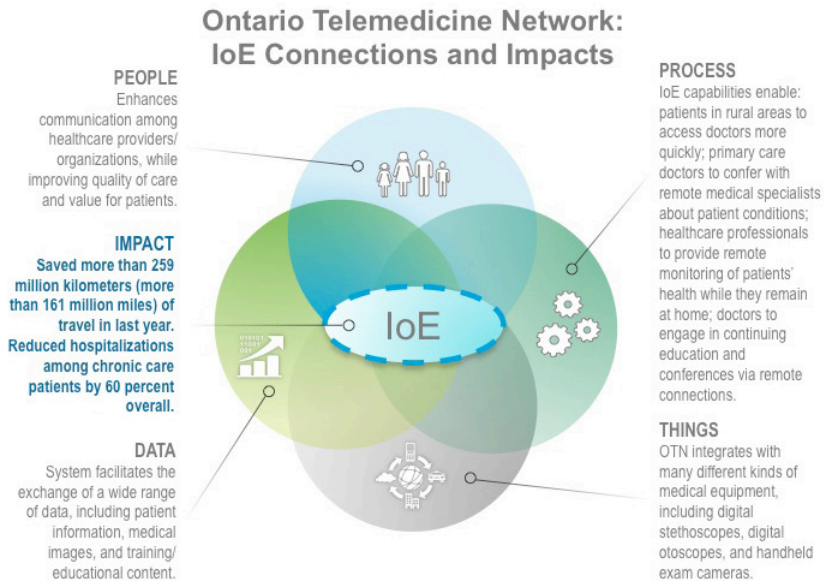 Ontario Telemedicine Network:
IoE Connections and Impacts
PEOPLE
Enhances
communication among
healthcare providers/
organizations, while
improving quality of care
and value for patients.
IMPACT
Saved more than 259
million kilometers (more
than 161 million miles) of
travel in last year.
Reduced hospitalizations
among chronic care
patients by 60 percent
overall.
DATA
System facilitates the
exchange of a wide range
of data, including patient
information, medical
images, and training/
educational content.
010101
11001
001
IoE
PROCESS
IoE capabilities enable:
patients in rural areas to
access doctors more
quickly; primary care
doctors to confer with
remote medical specialists
about patient conditions;
healthcare professionals
to provide remote
monitoring of patients'
health while they remain
at home; doctors to
engage in continuing
education and
conferences via remote
connections.
THINGS
OTN integrates with
many different kinds of
medical equipment,
including digital
stethoscopes, digital
otoscopes, and handheld
exam cameras.